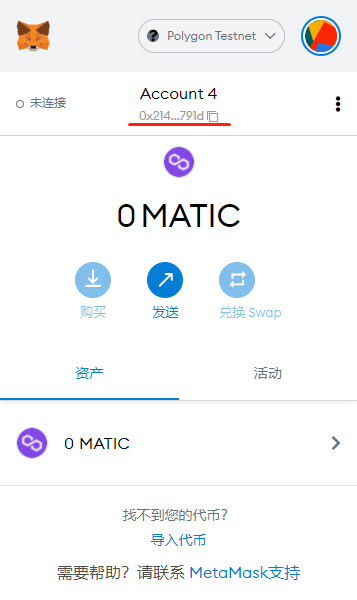 Polygon Testnet
未连接
Account 4
0x214...791d
0 MATIC
购买
发送
兑换 Swap
资产
活动
0 MATIC
找不到您的代币?
导入代币
需要帮助? 请联系 MetaMask支持